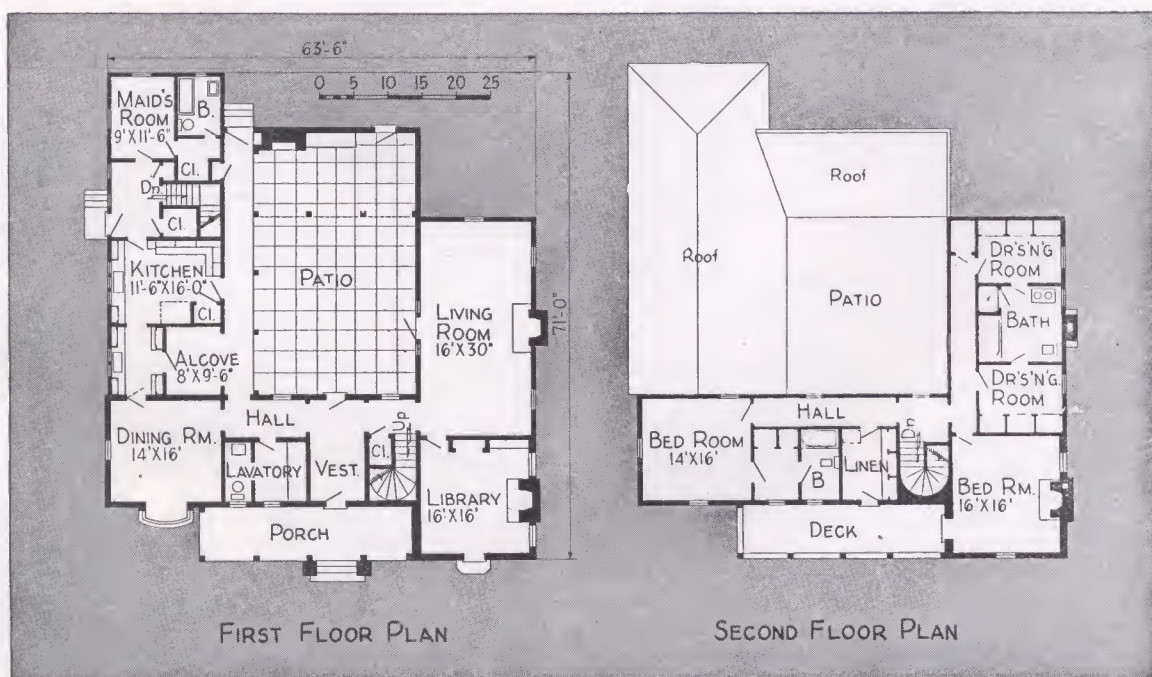 63'-6"
0 5 10 15 20 25
MAID'S
ROOM
9'X11'-6"
B.
Cl.
Dn.
Cl.
KITCHEN
11'-6"X16'-0"
Cl.
ALCOVE
8'X9'-6"
PATIO
LIVING
ROOM
16'X30'
71'-0"
HALL
DINING RM.
14'X16'
LAVATORY
VEST.
Cl.
Up
LIBRARY
16'X16'
PORCH
FIRST FLOOR PLAN
Roof
Roof
PATIO
DR'S'N'G
ROOM
BATH
DR'S'N'G.
ROOM
HALL
BED ROOM
14'X16'
B
LINEN
Dn
BED RM.
16'X16'
DECK
SECOND FLOOR PLAN